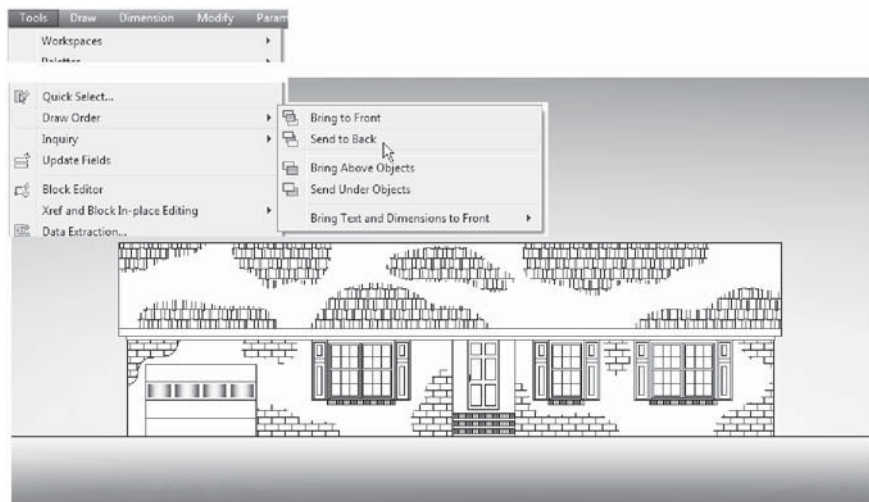 Tools Draw Dimension Modify Param
Workspaces
Palettes
Quick Select...
Draw Order
Inquiry
Update Fields
Block Editor
Xref and Block In-place Editing
Data Extraction...
Bring to Front
Send to Back
Bring Above Objects
Send Under Objects
Bring Text and Dimensions to Front